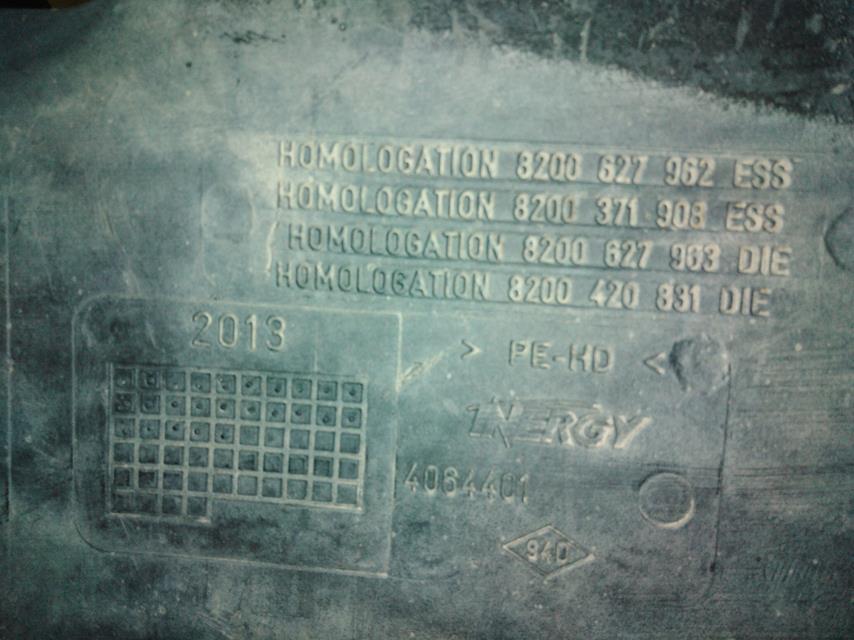 HOMOLOGATION 8200 627 962 ESS
HOMOLOGATION 8200 371 908 ESS
HOMOLOGATION 8200 627 963 DIE
HOMOLOGATION 8200 420 831 DIE
2013
> PE-HD <
INERGY
4064401